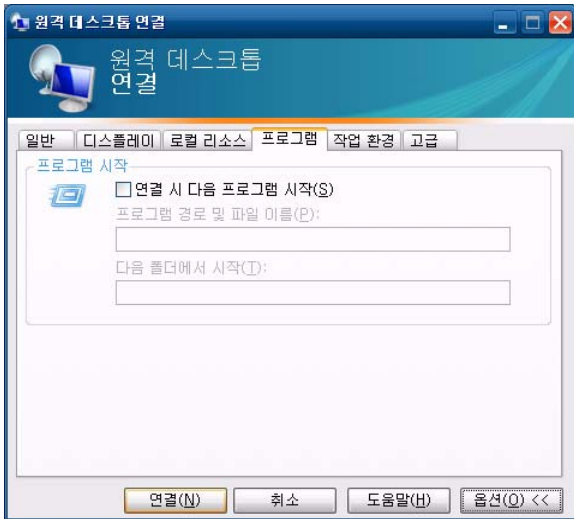 원격 데스크톱 연결
원격 데스크톱
연결
일반 디스플레이 로컬 리소스 프로그램 작업 환경 고급
프로그램 시작
연결 시 다음 프로그램 시작(S)
프로그램 경로 및 파일 이름(P):
다음 폴더에서 시작(T):
연결(N) 취소 도움말(H) 옵션(O) <<